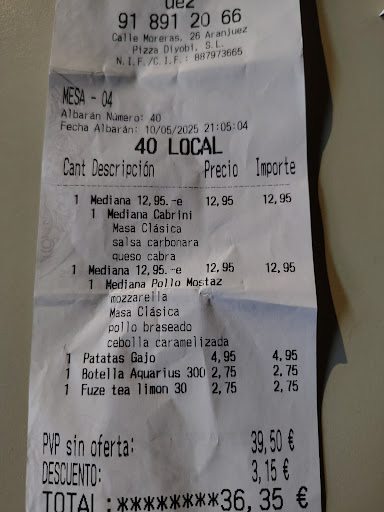 uez
91 891 20 66
Calle Moreras, 26 Aranjuez
Pizza Diyobi, S.L.
N.I.F./C.I.F.: B87973665
MESA - 04
Albarán Número: 40
Fecha Albarán: 10/05/2025 21:05:04
40 LOCAL
Cant Descripción Precio Importe
1 Mediana 12,95.-e 12,95 12,95
1 Mediana Cabrini
Masa Clásica
salsa carbonara
queso cabra
1 Mediana 12,95.-e 12,95 12,95
1 Mediana Pollo Mostaz
mozzarella
Masa Clásica
pollo braseado
cebolla caramelizada
1 Patatas Gajo 4,95 4,95
1 Botella Aquarius 300 2,75 2,75
1 Fuze tea limon 30 2,75 2,75
PVP sin oferta: 39,50 €
DESCUENTO: 3,15 €
TOTAL:********36,35 €